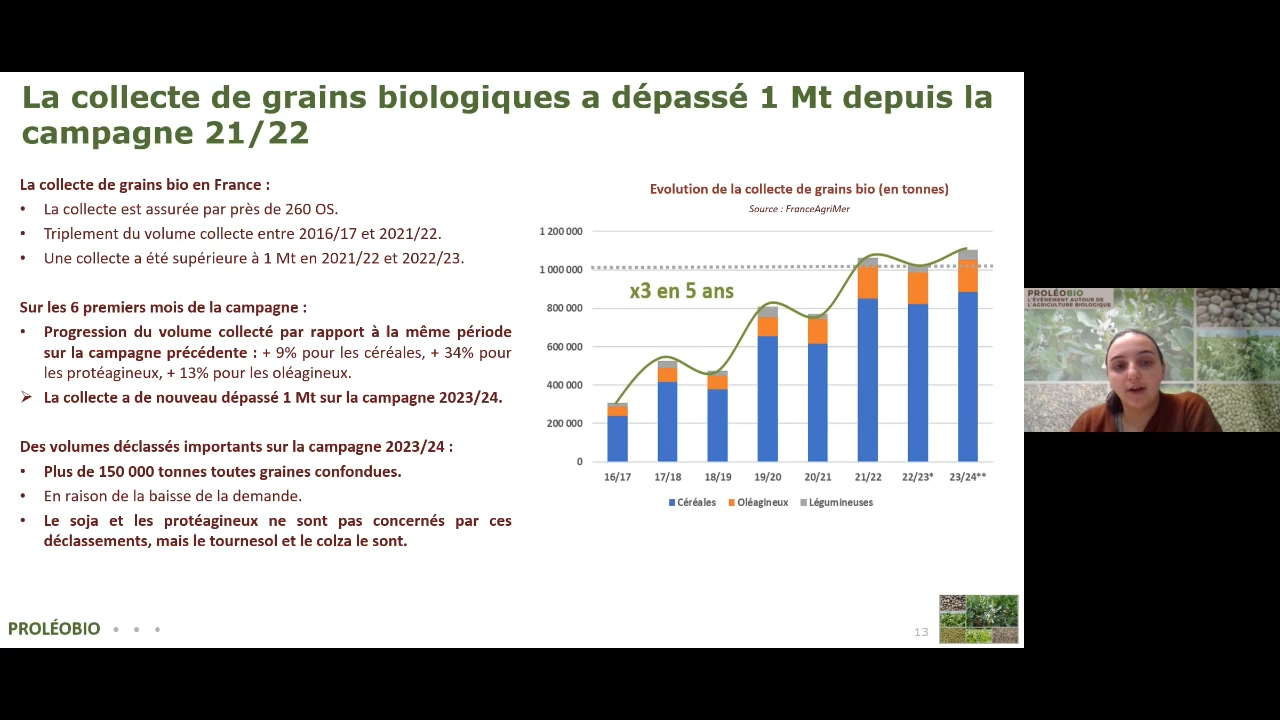 La collecte de grains biologiques a dépassé 1 Mt depuis la
campagne 21/22
La collecte de grains bio en France :
• La collecte est assurée par près de 260 OS.
• Triplement du volume collecte entre 2016/17 et 2021/22.
• Une collecte a été supérieure à 1 Mt en 2021/22 et 2022/23.
Sur les 6 premiers mois de la campagne :
• Progression du volume collecté par rapport à la même période
sur la campagne précédente : + 9% pour les céréales, + 34% pour
les protéagineux, + 13% pour les oléagineux.
➢ La collecte a de nouveau dépassé 1 Mt sur la campagne 2023/24.
Des volumes déclassés importants sur la campagne 2023/24 :
• Plus de 150 000 tonnes toutes graines confondues.
• En raison de la baisse de la demande.
• Le soja et les protéagineux ne sont pas concernés par ces
déclassements, mais le tournesol et le colza le sont.
Evolution de la collecte de grains bio (en tonnes)
Source : FranceAgriMer
1 200 000
1 000 000
800 000
600 000
400 000
200 000
0
x3 en 5 ans
16/17 17/18 18/19 19/20 20/21 21/22 22/23* 23/24**
Céréales Oléagineux Légumineuses
PROLÉOBIO
13
PROLÉOBIO
L'ÉVÉNEMENT AUTOUR DE
L'AGRICULTURE BIOLOGIQUE